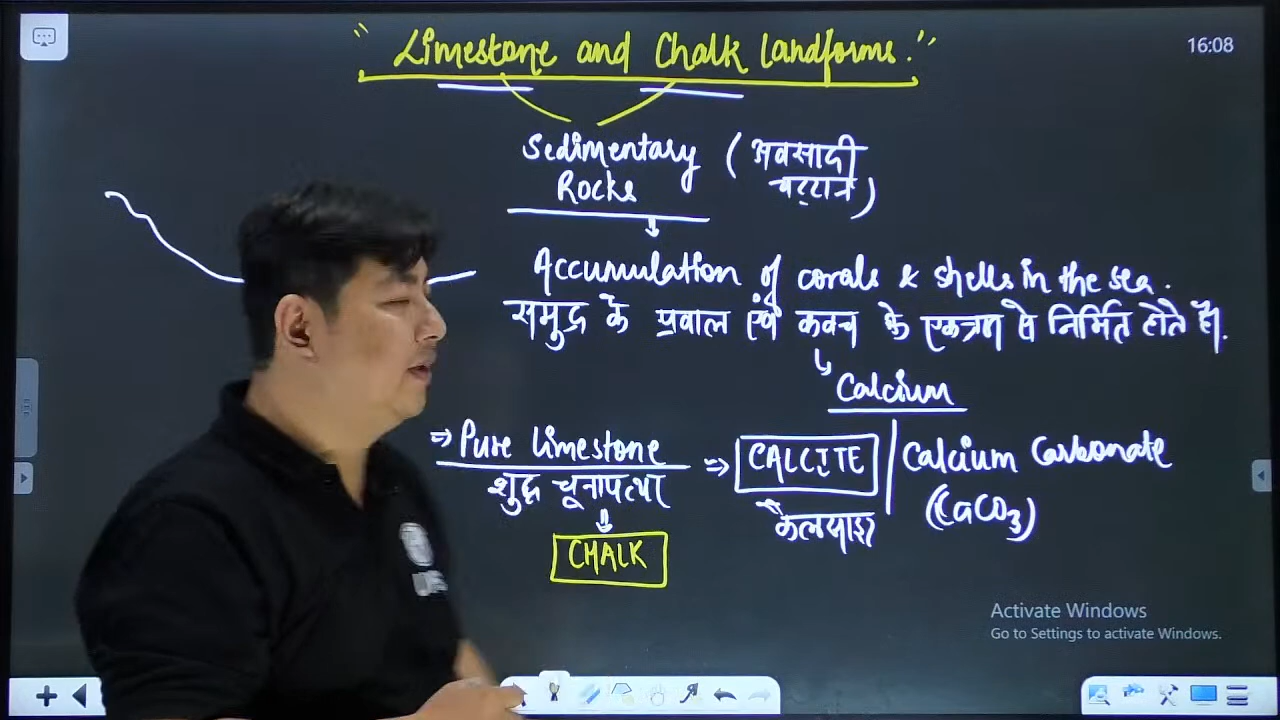 16:08
" Limestone and Chalk landforms. "
Sedimentary ( अवसादी
Rocks चट्टान )
Accumulation of corals & shells in the sea.
समुद्र के प्रवाल एवं कवच के एकत्रण से निर्मित होते हैं.
Calcium
⇒ Pure limestone ⇒ CALCITE | Calcium Carbonate
शुद्ध चूनापत्थर कैल्साइट (CaCO3)
CHALK
Activate Windows
Go to Settings to activate Windows.